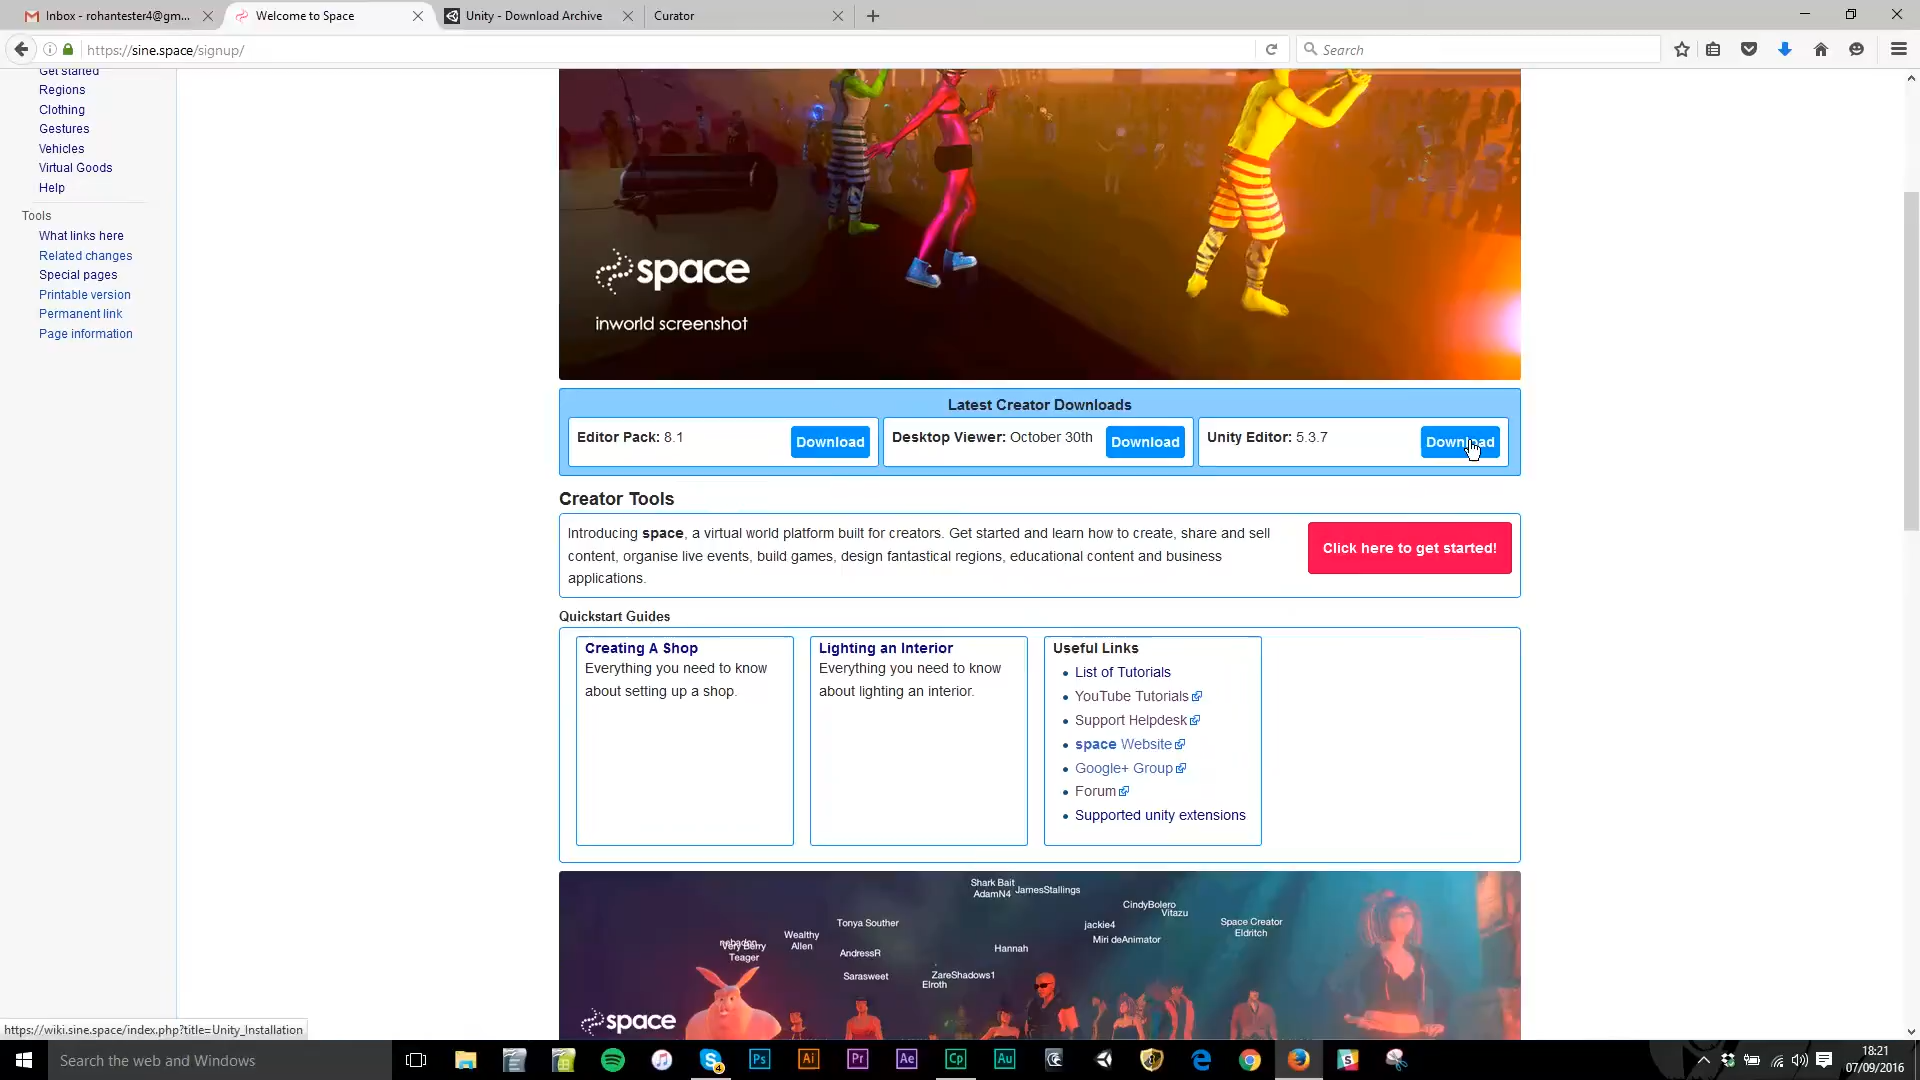 Inbox - rohantester4@gm...
Welcome to Space
Unity - Download Archive
Curator
https://sine.space/signup/
Search
Get started
Regions
Clothing
Gestures
Vehicles
Virtual Goods
Help
Tools
What links here
Related changes
Special pages
Printable version
Permanent link
Page information
space
inworld screenshot
Latest Creator Downloads
Editor Pack: 8.1
Download
Desktop Viewer: October 30th
Download
Unity Editor: 5.3.7
Download
Creator Tools
Introducing space, a virtual world platform built for creators. Get started and learn how to create, share and sell
content, organise live events, build games, design fantastical regions, educational content and business
applications.
Click here to get started!
Quickstart Guides
Creating A Shop
Everything you need to know
about setting up a shop.
Lighting an Interior
Everything you need to know
about lighting an interior.
Useful Links
List of Tutorials
YouTube Tutorials
Support Helpdesk
space Website
Google+ Group
Forum
Supported unity extensions
Shark Bait
AdamN4
JamesStallings
CindyBolero
Vitazu
Tonya Souther
jackie4
Space Creator
Eldritch
Wealthy
Allen
Miri deAnimator
Very Berry
Teager
Hannah
AndressR
Sarasweet
ZareShadows1
Elroth
space
https://wiki.sine.space/index.php?title=Unity_Installation
Search the web and Windows
4
Ps
Ai
Pr
Ae
Cp
Au
18:21
07/09/2016